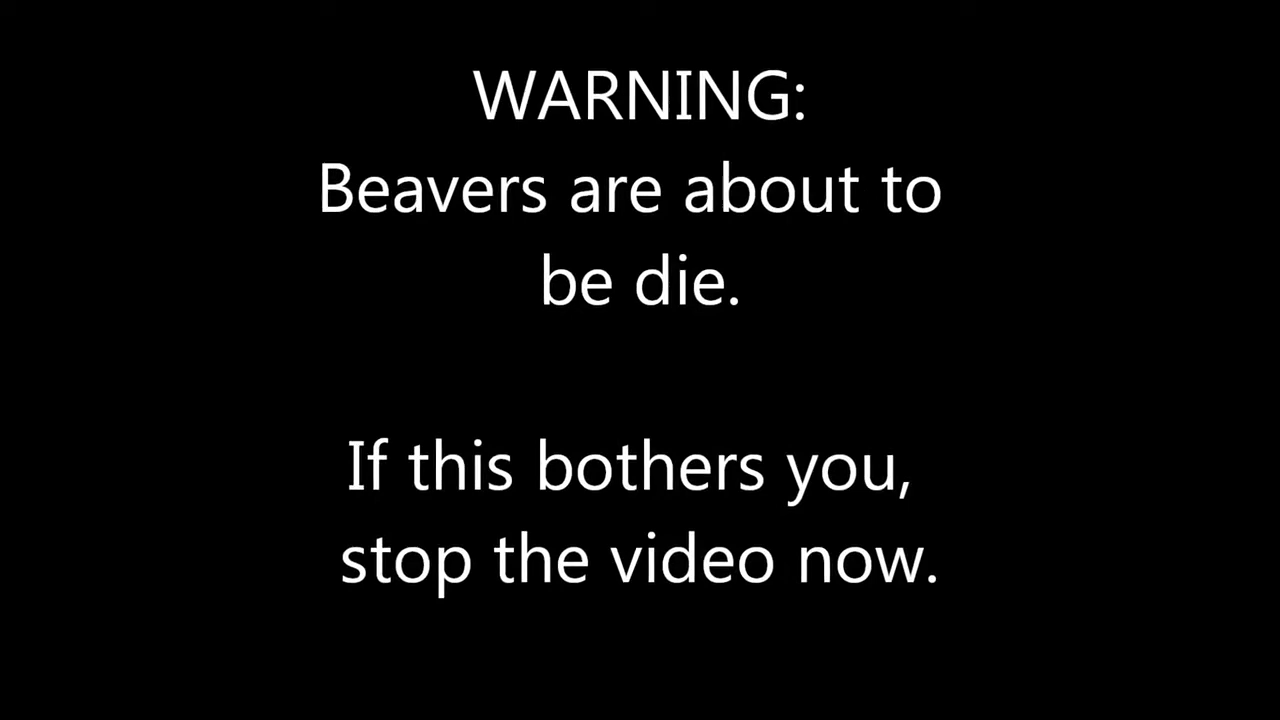 WARNING:
Beavers are about to
be die.
If this bothers you,
stop the video now.